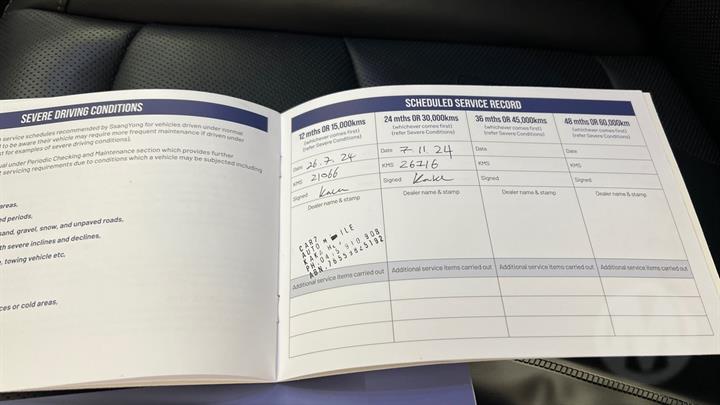 SEVERE DRIVING CONDITIONS
service schedules recommended by SsangYong for vehicles driven under normal
to be aware their vehicle may require more frequent maintenance if driven under
for examples of severe driving conditions).
ual under Periodic Checking and Maintenance section which provides further
servicing requirements due to conditions which a vehicle may be subjected including
areas,
ed periods,
sand, gravel, snow, and unpaved roads,
th severe inclines and declines,
, towing vehicle etc,
ces or cold areas,
SCHEDULED SERVICE RECORD
12 mths OR 15,000kms
(whichever comes first)
(refer Severe Conditions)
Date 26.7.24
KMS 21066
Signed
Dealer name & stamp
CAR7
AUTO M ILE
Additional service items carried out
24 mths OR 30,000kms
(whichever comes first)
(refer Severe Conditions)
Date 7.11.24
KMS 26716
Signed
Dealer name & stamp
Additional service items carried out
36 mths OR 45,000kms
(whichever comes first)
(refer Severe Conditions)
Date
KMS
Signed
Dealer name & stamp
Additional service items carried out
48 mths OR 60,000km
(whichever comes first)
(refer Severe Conditions)
Date
KMS
Signed
Dealer name & stamp
Additional service items carried out